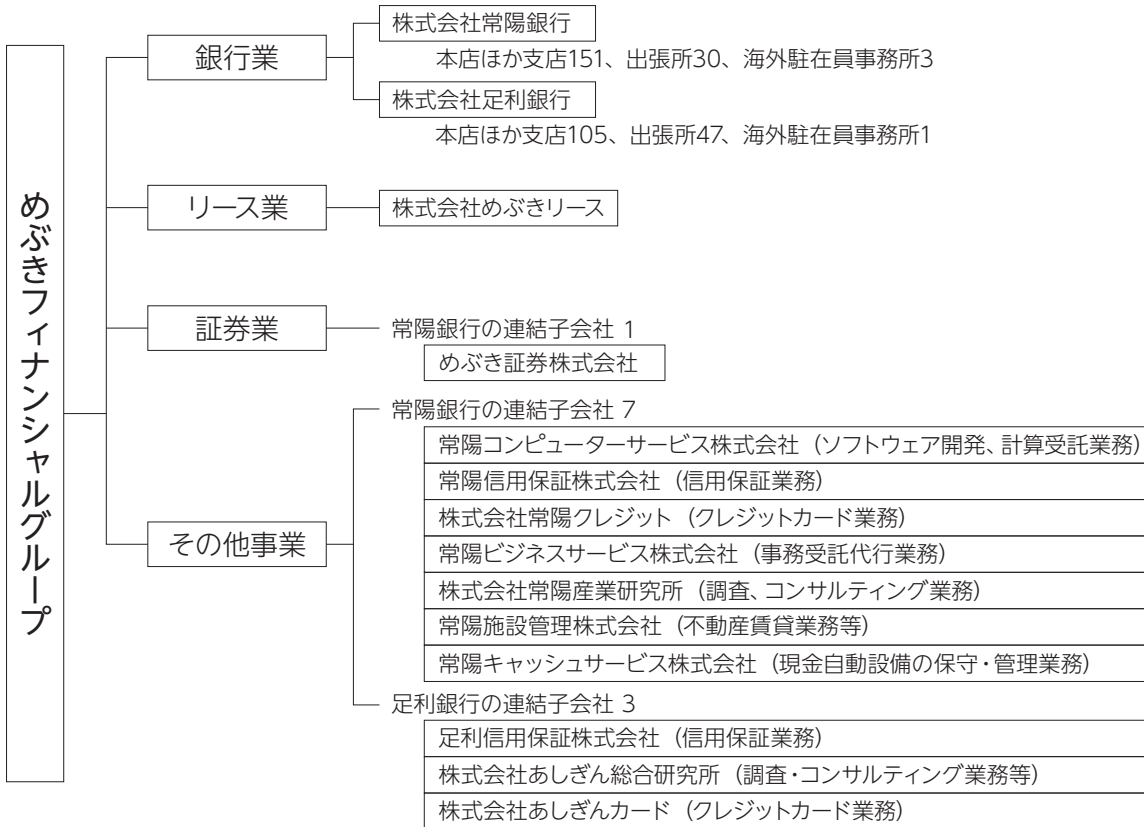 めぶきフィナンシャルグループ
銀行業
株式会社常陽銀行
本店ほか支店151、出張所30、海外駐在員事務所3
株式会社足利銀行
本店ほか支店105、出張所47、海外駐在員事務所1
リース業
株式会社めぶきリース
証券業
常陽銀行の連結子会社 1
めぶき証券株式会社
その他事業
常陽銀行の連結子会社 7
常陽コンピューターサービス株式会社（ソフトウェア開発、計算受託業務）
常陽信用保証株式会社（信用保証業務）
株式会社常陽クレジット（クレジットカード業務）
常陽ビジネスサービス株式会社（事務受託代行業務）
株式会社常陽産業研究所（調査、コンサルティング業務）
常陽施設管理株式会社（不動産賃貸業務等）
常陽キャッシュサービス株式会社（現金自動設備の保守・管理業務）
足利銀行の連結子会社 3
足利信用保証株式会社（信用保証業務）
株式会社あしぎん総合研究所（調査・コンサルティング業務等）
株式会社あしぎんカード（クレジットカード業務）